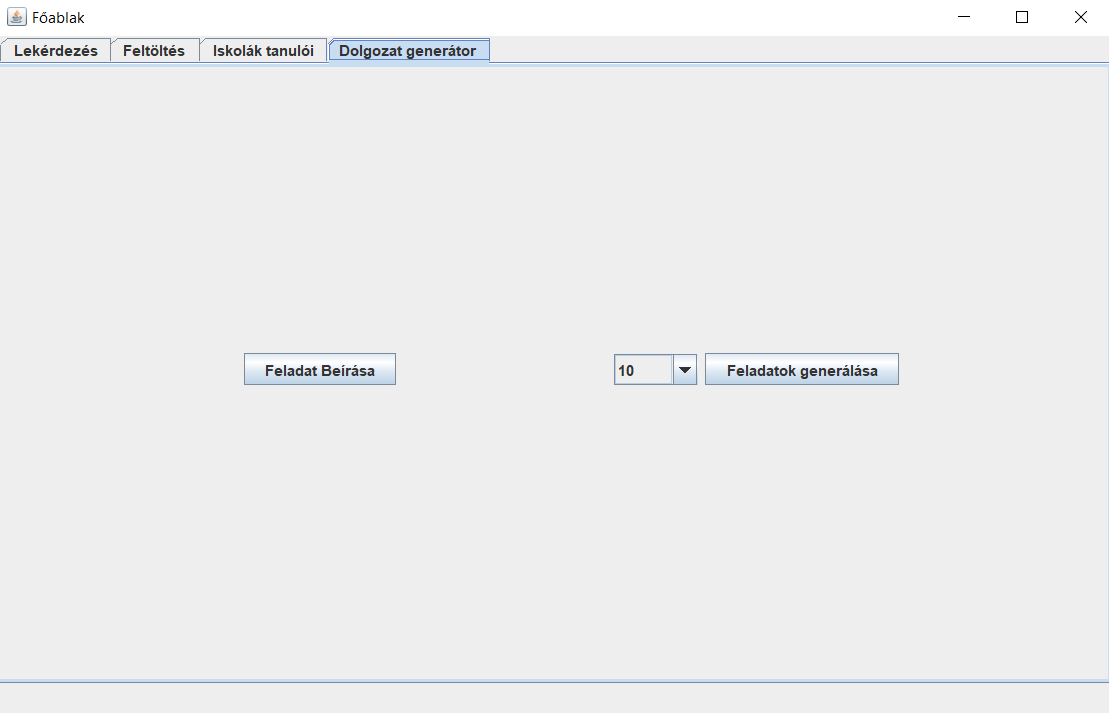 Főablak
Lekérdezés Feltöltés Iskolák tanulói Dolgozat generátor
Feladat Beírása 10 Feladatok generálása